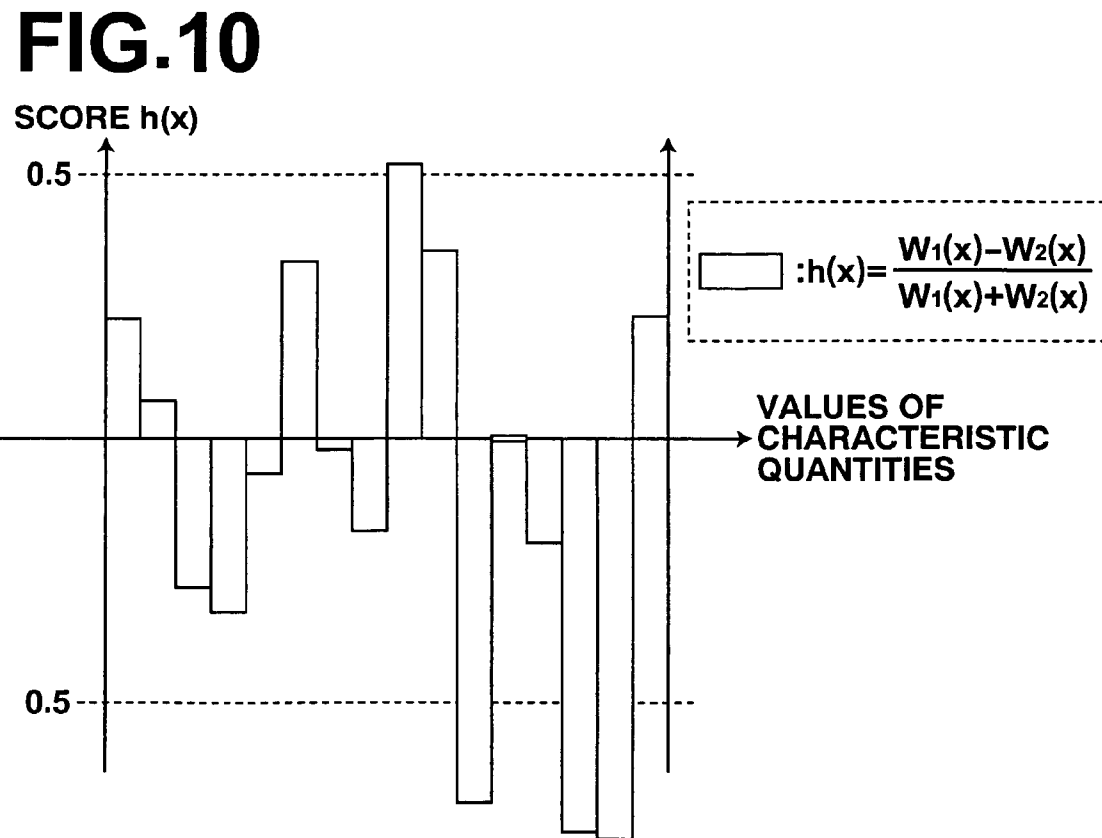 FIG.10
SCORE h(x)
0.5
:h(x)= W1(x)–W2(x)
W1(x)+W2(x)
VALUES OF
CHARACTERISTIC
QUANTITIES
0.5